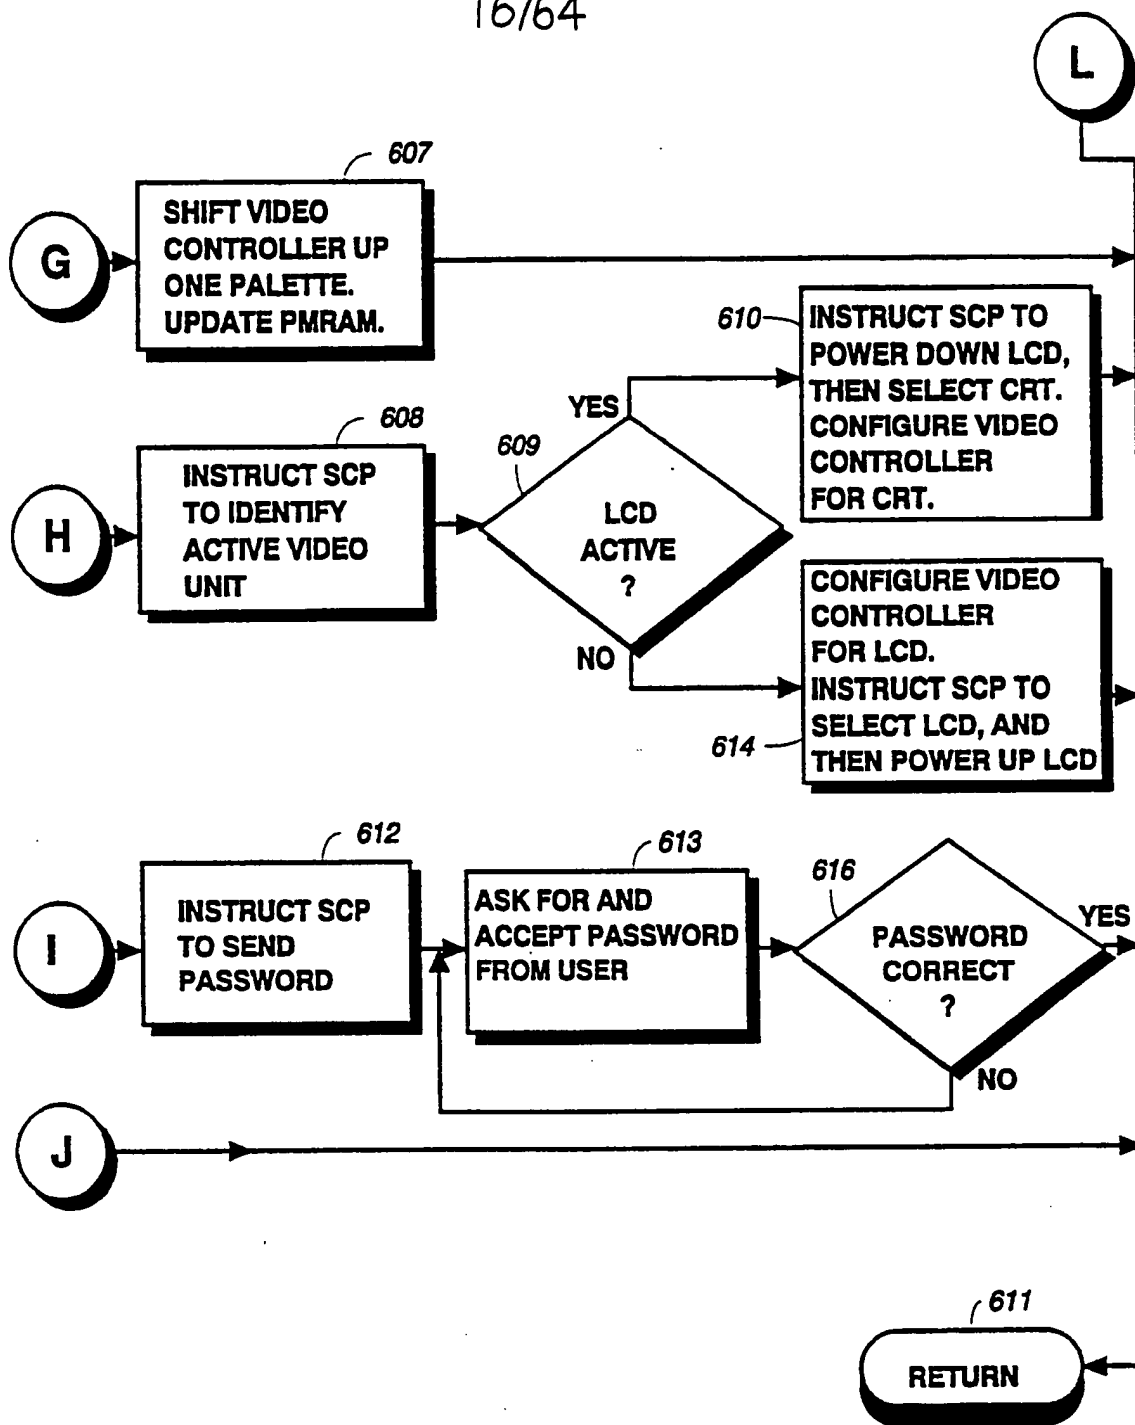 16/64
L
607
G
SHIFT VIDEO
CONTROLLER UP
ONE PALETTE.
UPDATE PMRAM.
608
H
INSTRUCT SCP
TO IDENTIFY
ACTIVE VIDEO
UNIT
609
LCD
ACTIVE
?
YES
610
INSTRUCT SCP TO
POWER DOWN LCD,
THEN SELECT CRT.
CONFIGURE VIDEO
CONTROLLER
FOR CRT.
NO
614
CONFIGURE VIDEO
CONTROLLER
FOR LCD.
INSTRUCT SCP TO
SELECT LCD, AND
THEN POWER UP LCD
612
I
INSTRUCT SCP
TO SEND
PASSWORD
613
ASK FOR AND
ACCEPT PASSWORD
FROM USER
616
PASSWORD
CORRECT
?
YES
NO
J
611
RETURN